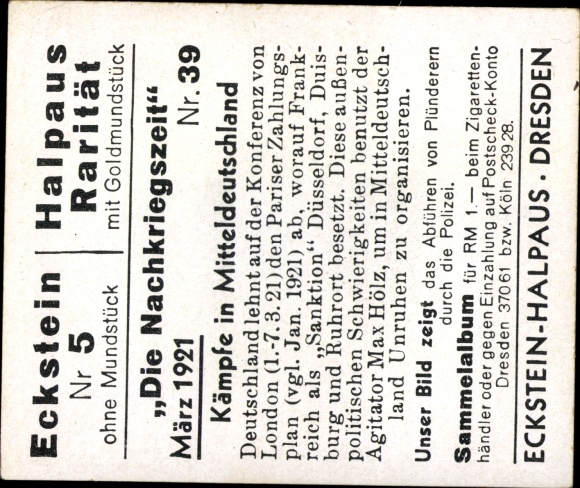 Eckstein
Nr 5
ohne Mundstück
Halpaus
Rarität
mit Goldmundstück
„Die Nachkriegszeit“
März 1921 Nr. 39
Kämpfe in Mitteldeutschland
Deutschland lehnt auf der Konferenz von
London (1.-7. 3. 21) den Pariser Zahlungs-
plan (vgl. Jan. 1921) ab, worauf Frank-
reich als „Sanktion“ Düsseldorf, Duis-
burg und Ruhrort besetzt. Diese außen-
politischen Schwierigkeiten benutzt der
Agitator Max Hölz, um in Mitteldeutsch-
land Unruhen zu organisieren.
Unser Bild zeigt das Abführen von Plünderern
durch die Polizei.
Sammelalbum für RM 1.— beim Zigaretten-
händler oder gegen Einzahlung auf Postscheck-Konto
Dresden 370 61 bzw. Köln 239 28.
ECKSTEIN-HALPAUS · DRESDEN